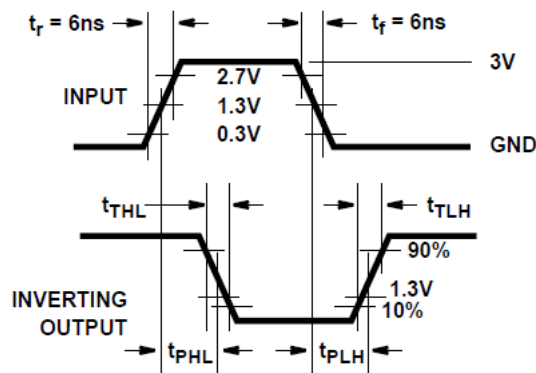 tr = 6ns
tf = 6ns
3V
INPUT
2.7V
1.3V
0.3V
GND
tTHL
tTLH
90%
INVERTING
OUTPUT
1.3V
10%
tPHL
tPLH